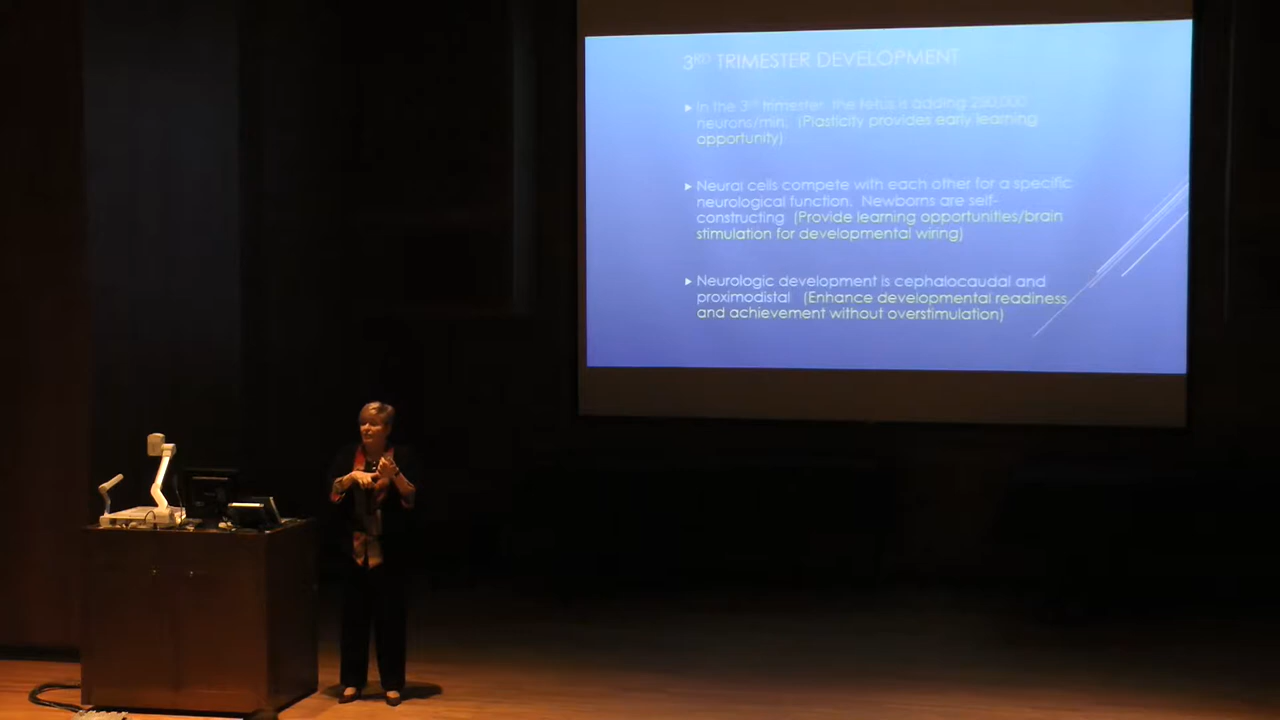 3RD TRIMESTER DEVELOPMENT
In the 3rd trimester the fetus is adding 250,000
neurons/min. (Plasticity provides early learning
opportunity)
Neural cells compete with each other for a specific
neurological function. Newborns are self-
constructing (Provide learning opportunities/brain
stimulation for developmental wiring)
Neurologic development is cephalocaudal and
proximodistal (Enhance developmental readiness
and achievement without overstimulation)